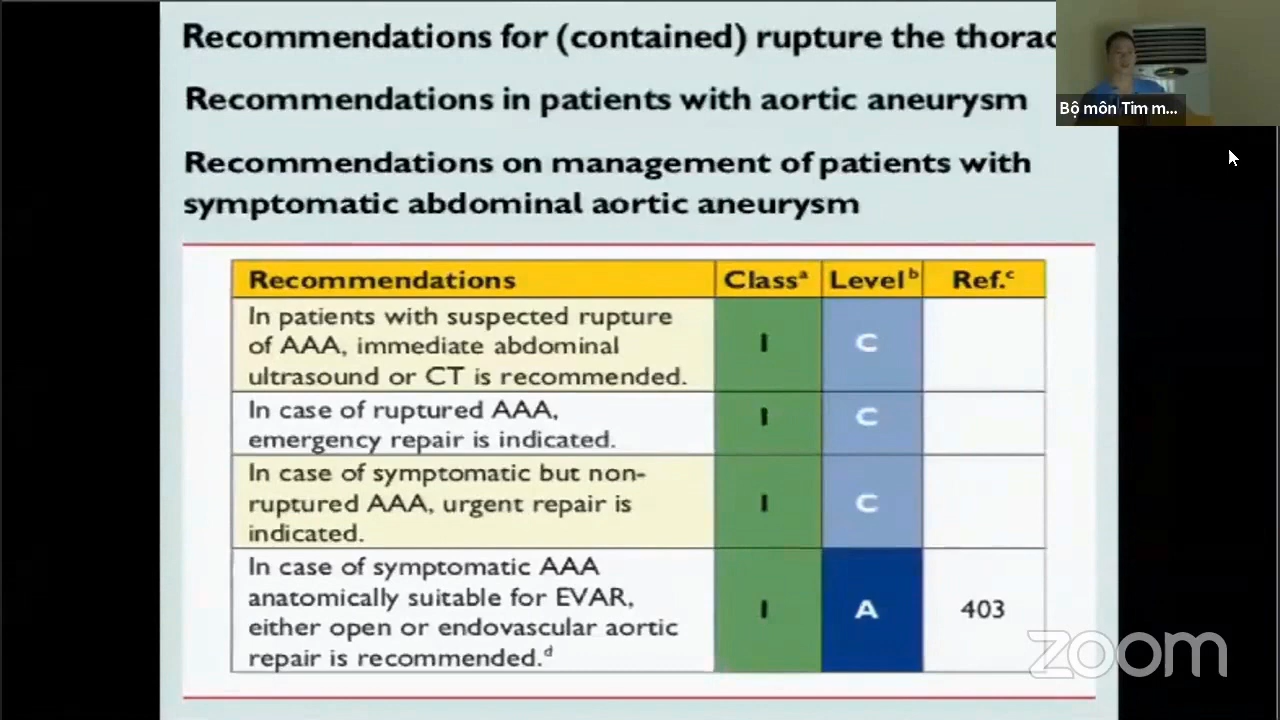 Recommendations for (contained) rupture the thorac
Recommendations in patients with aortic aneurysm
Recommendations on management of patients with
symptomatic abdominal aortic aneurysm
Recommendations Classᵃ Levelᵇ Ref.ᶜ
In patients with suspected rupture
of AAA, immediate abdominal
ultrasound or CT is recommended.
I C
In case of ruptured AAA,
emergency repair is indicated.
I C
In case of symptomatic but non-
ruptured AAA, urgent repair is
indicated.
I C
In case of symptomatic AAA
anatomically suitable for EVAR,
either open or endovascular aortic
repair is recommended.ᵈ
I A 403
Bộ môn Tim m...
zoom